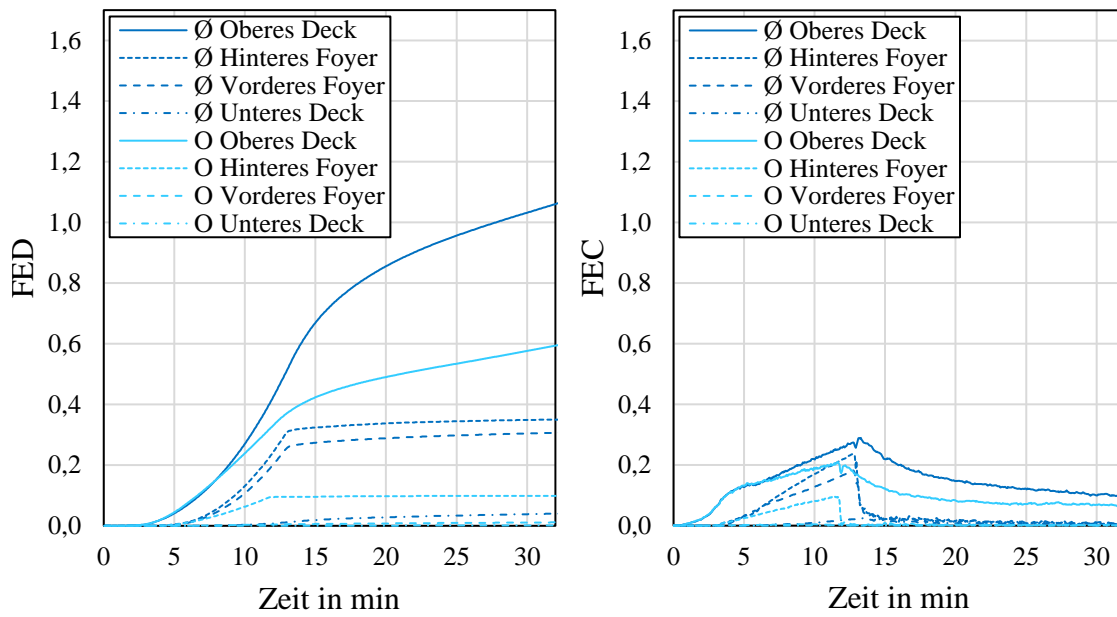 FED
1,6
1,4
1,2
1,0
0,8
0,6
0,4
0,2
0,0
0 5 10 15 20 25 30
Zeit in min
Ø Oberes Deck
Ø Hinteres Foyer
Ø Vorderes Foyer
Ø Unteres Deck
O Oberes Deck
O Hinteres Foyer
O Vorderes Foyer
O Unteres Deck
FEC
1,6
1,4
1,2
1,0
0,8
0,6
0,4
0,2
0,0
0 5 10 15 20 25 30
Zeit in min
Ø Oberes Deck
Ø Hinteres Foyer
Ø Vorderes Foyer
Ø Unteres Deck
O Oberes Deck
O Hinteres Foyer
O Vorderes Foyer
O Unteres Deck